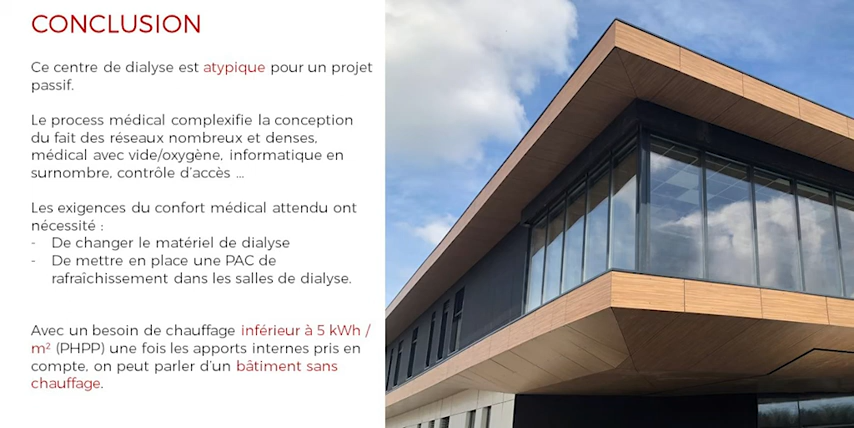 CONCLUSION
Ce centre de dialyse est atypique pour un projet
passif.
Le process médical complexifie la conception
du fait des réseaux nombreux et denses,
médical avec vide/oxygène, informatique en
surnombre, contrôle d'accès ...
Les exigences du confort médical attendu ont
nécessité :
- De changer le matériel de dialyse
- De mettre en place une PAC de
rafraîchissement dans les salles de dialyse.
Avec un besoin de chauffage inférieur à 5 kWh /
m² (PHPP) une fois les apports internes pris en
compte, on peut parler d'un bâtiment sans
chauffage.